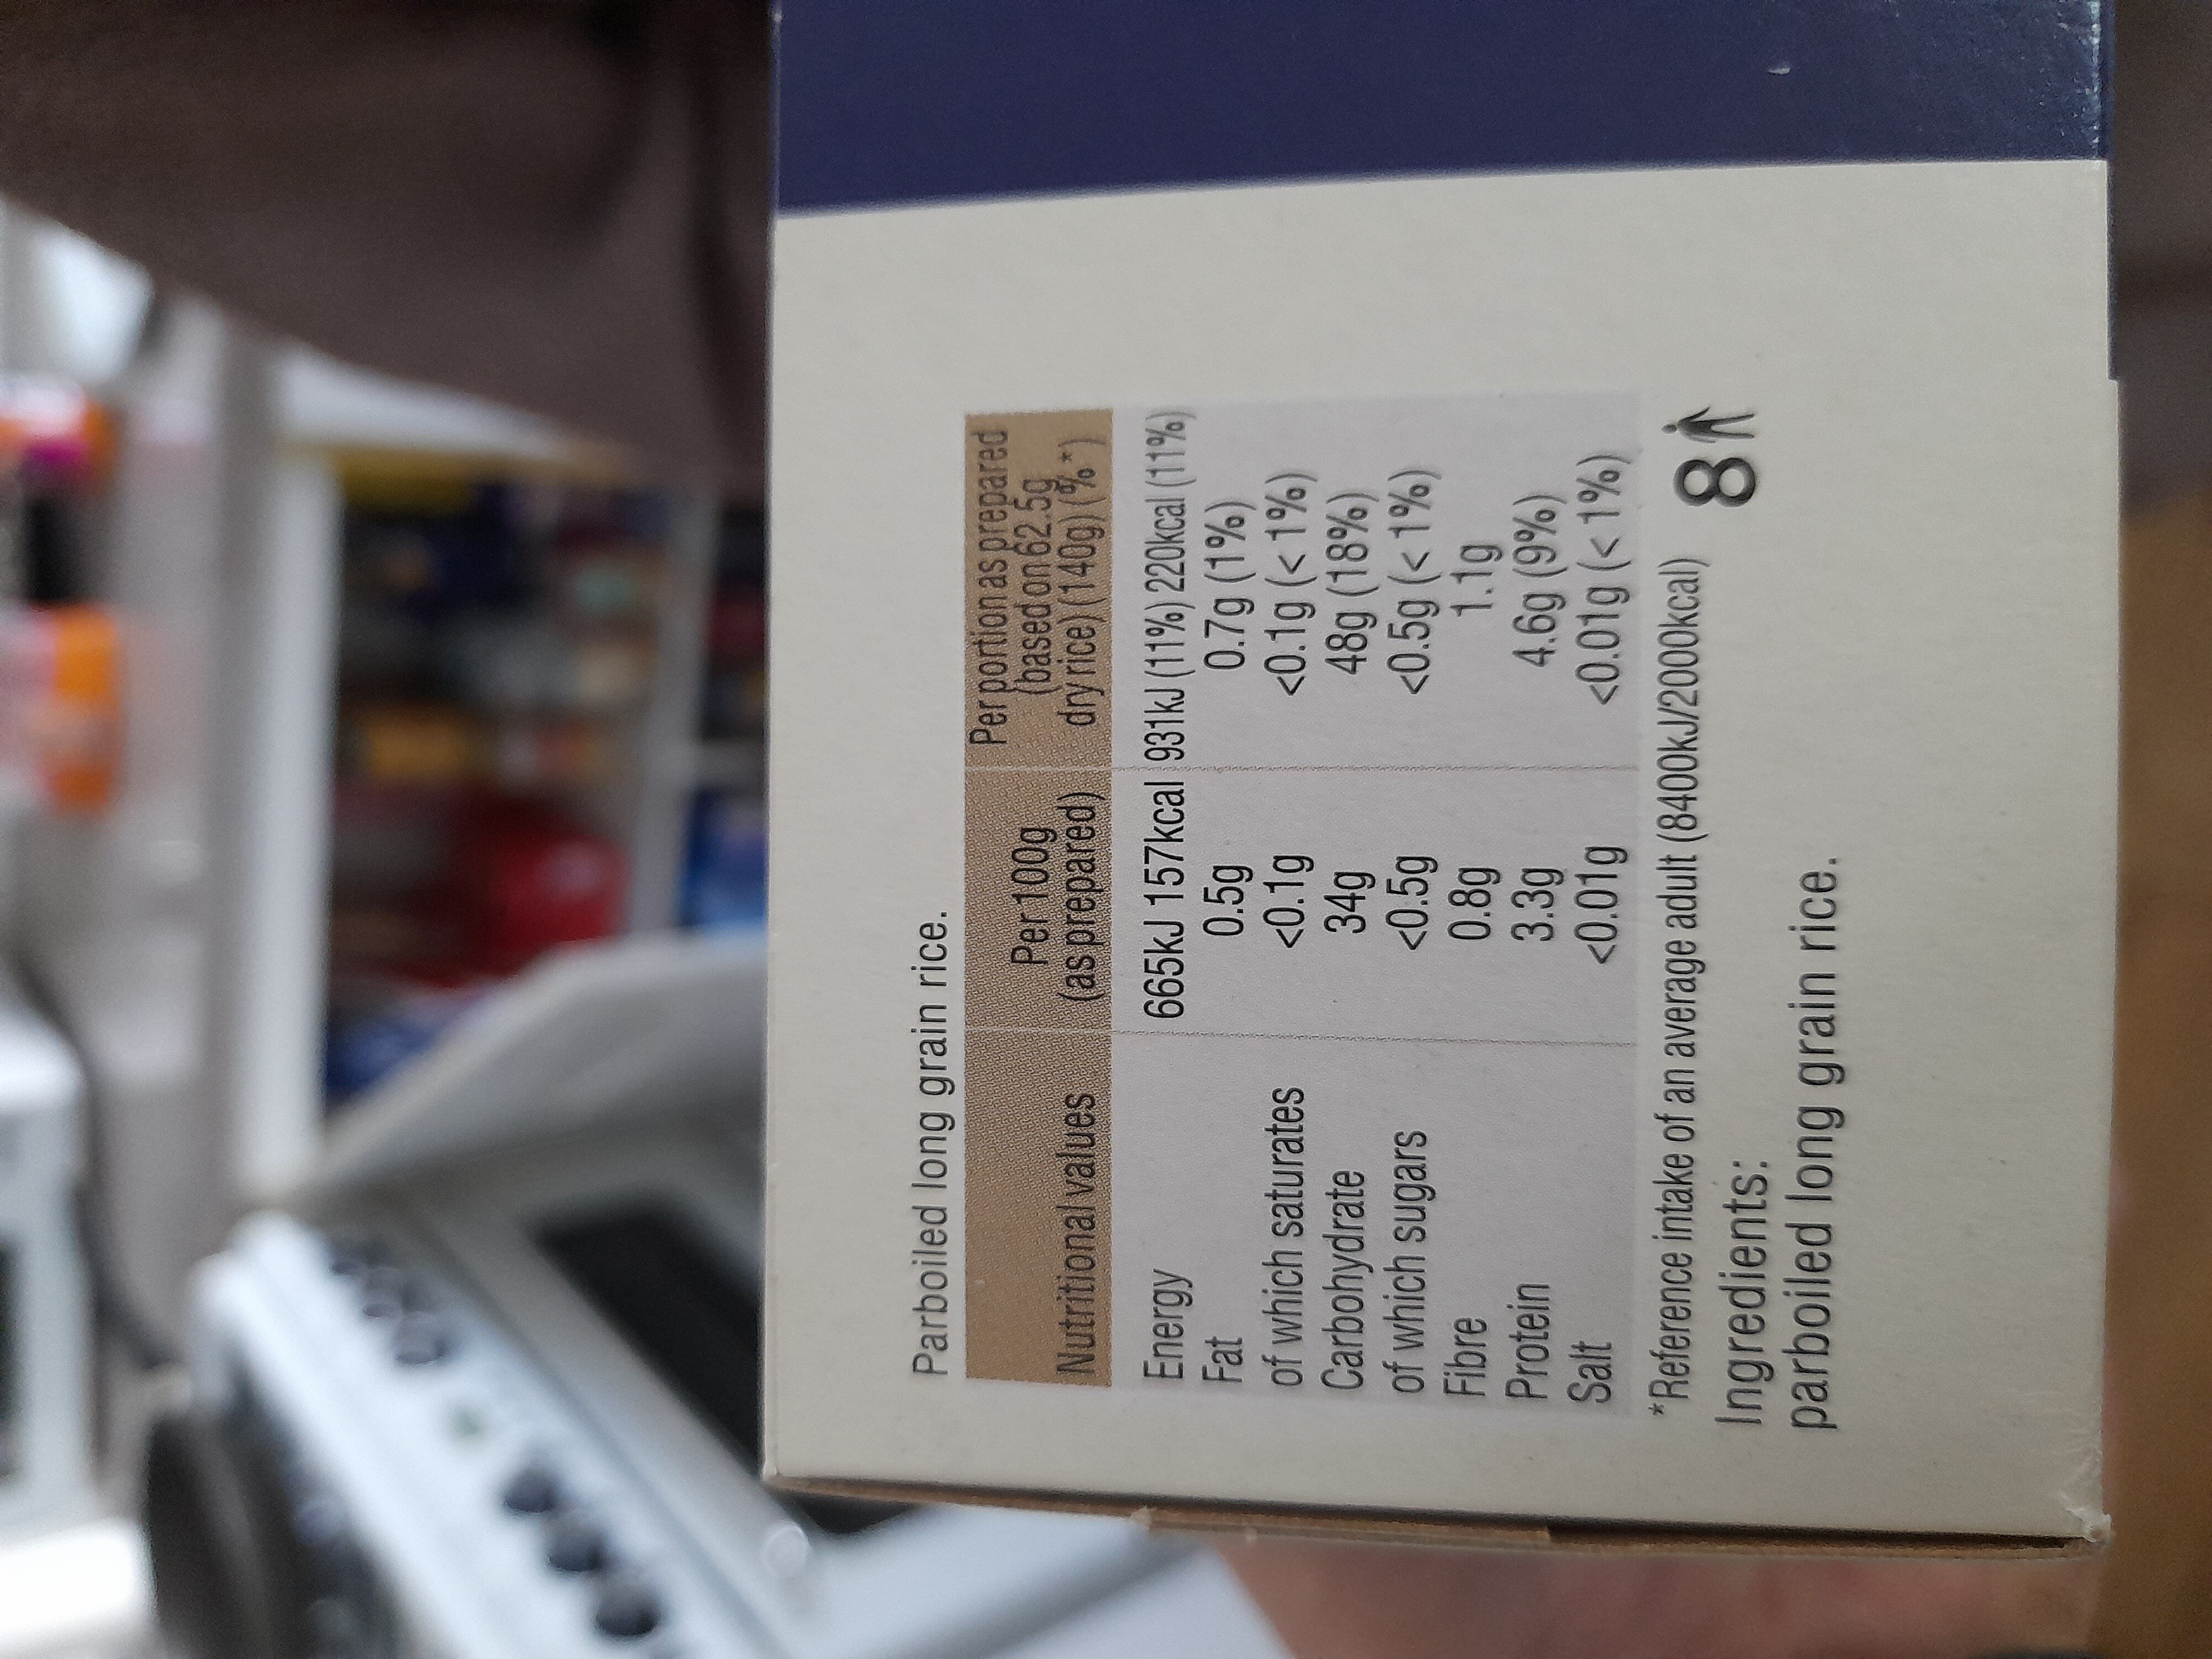 Parboiled long grain rice.
Per portion as prepared
Per 100g (based on 62.5g
Nutritional values (as prepared) dry rice) (140g) (%*)
Energy 665kJ 157kcal 931kJ (11%) 220kcal (11%)
Fat 0.5g 0.7g (1%)
of which saturates <0.1g <0.1g (< 1%)
Carbohydrate 34g 48g (18%)
of which sugars <0.5g <0.5g (< 1%)
Fibre 0.8g 1.1g
Protein 3.3g 4.6g (9%)
Salt <0.01g <0.01g (< 1%)
*Reference intake of an average adult (8400kJ/2000kcal)
8
Ingredients:
parboiled long grain rice.